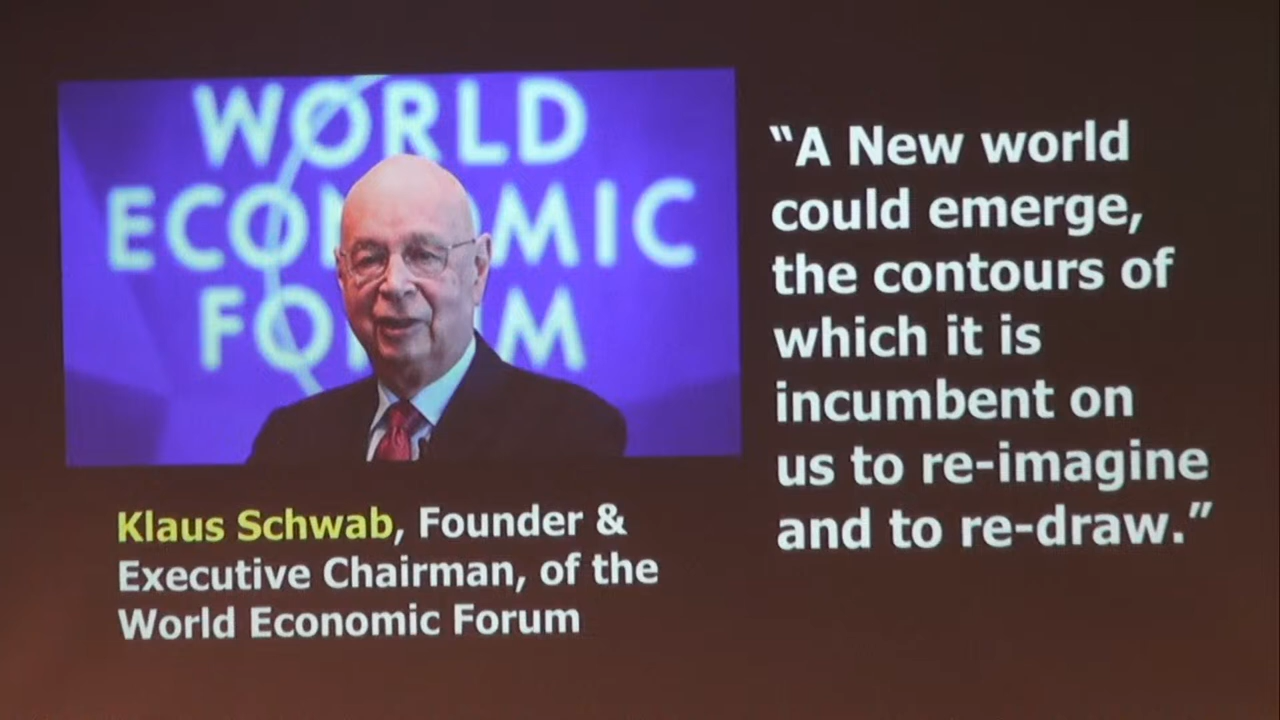 WORLD
ECONOMIC
FORUM
Klaus Schwab, Founder &
Executive Chairman, of the
World Economic Forum
“A New world
could emerge,
the contours of
which it is
incumbent on
us to re-imagine
and to re-draw.”